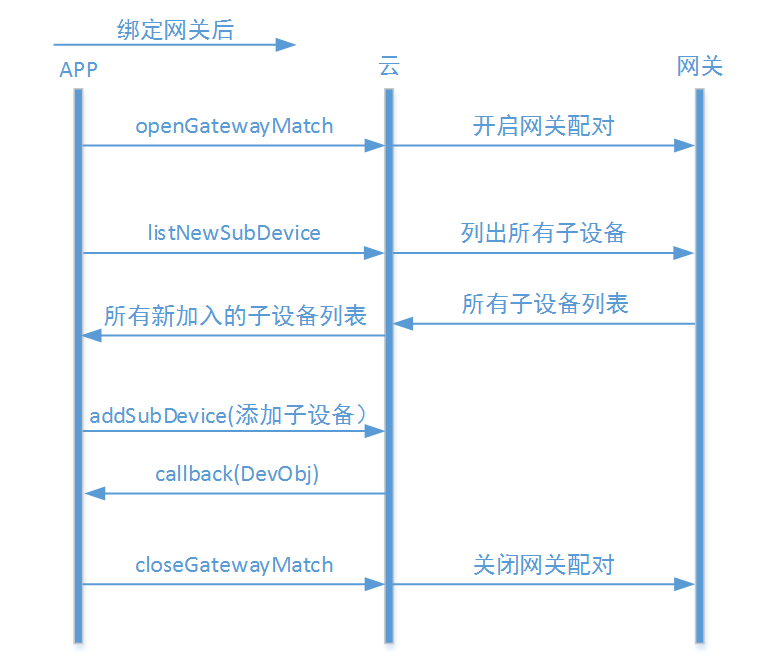 绑定网关后
APP
云
网关
openGatewayMatch
开启网关配对
listNewSubDevice
列出所有子设备
所有新加入的子设备列表
所有子设备列表
addSubDevice(添加子设备）
callback(DevObj)
closeGatewayMatch
关闭网关配对